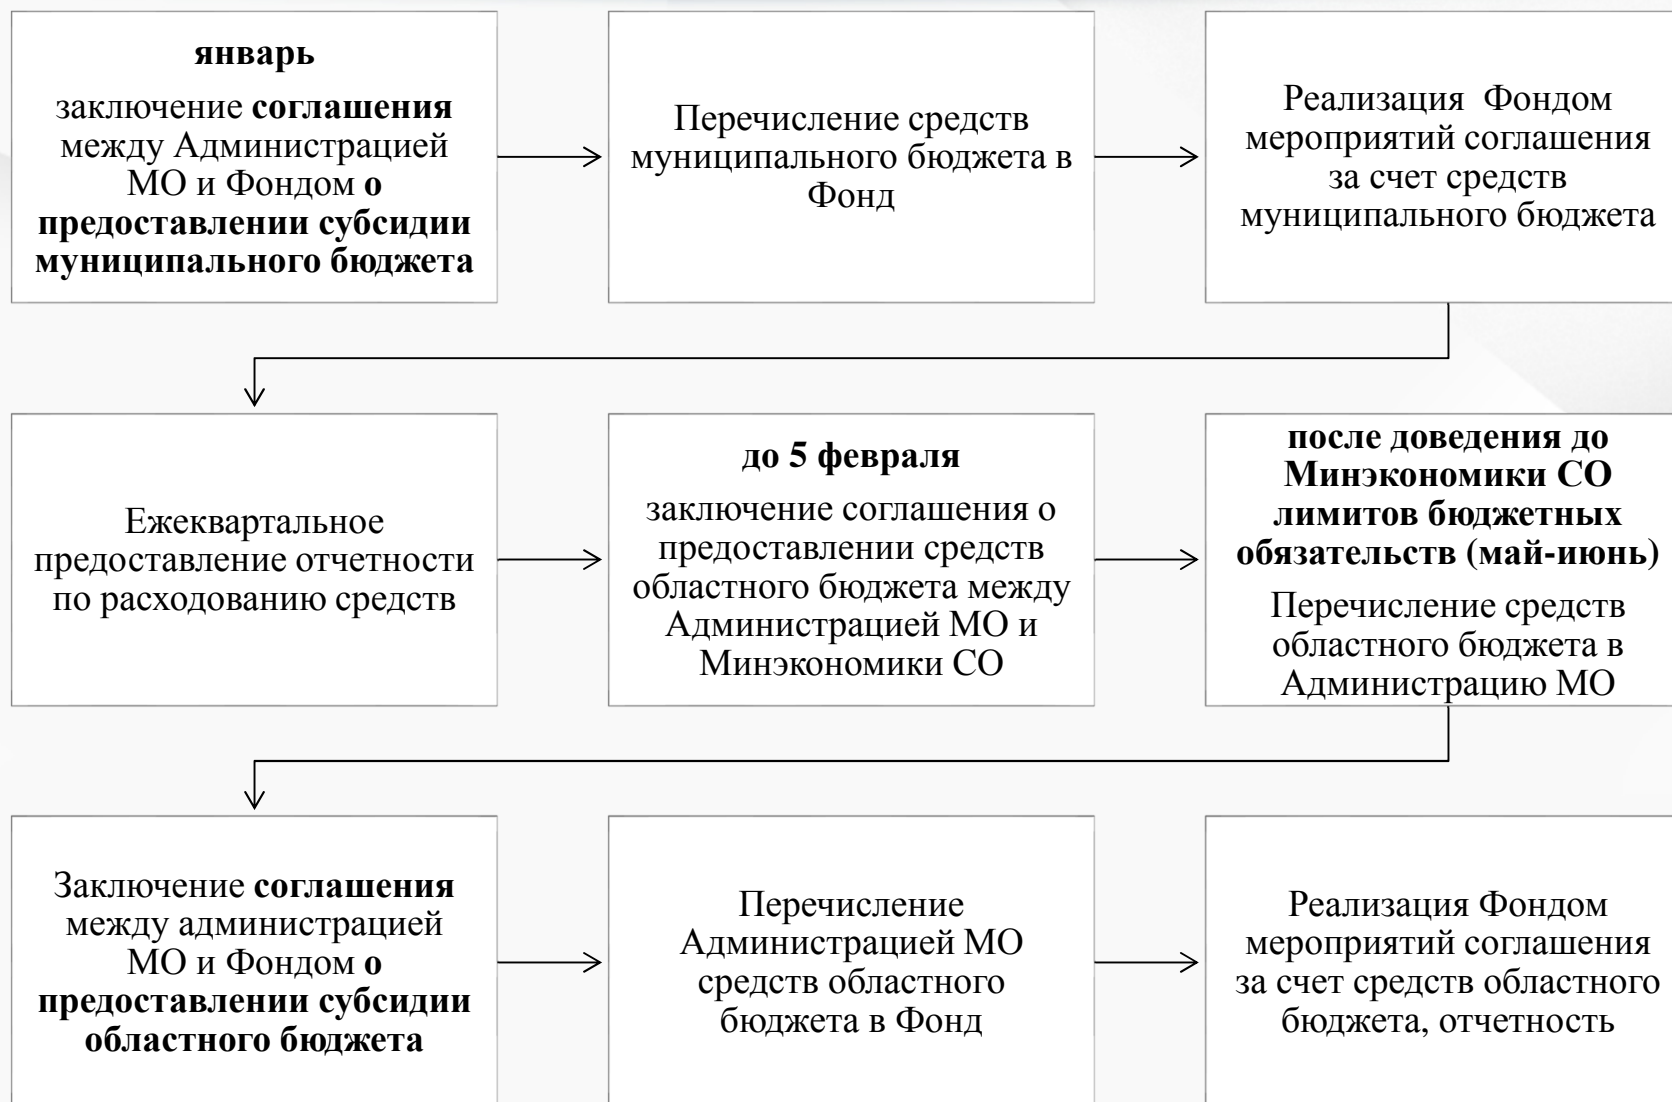 январь
заключение соглашения
между Администрацией
МО и Фондом о
предоставлении субсидии
муниципального бюджета
Перечисление средств
муниципального бюджета в
Фонд
Реализация Фондом
мероприятий соглашения
за счет средств
муниципального бюджета
Ежеквартальное
предоставление отчетности
по расходованию средств
до 5 февраля
заключение соглашения о
предоставлении средств
областного бюджета между
Администрацией МО и
Минэкономики СО
после доведения до
Минэкономики СО
лимитов бюджетных
обязательств (май-июнь)
Перечисление средств
областного бюджета в
Администрацию МО
Заключение соглашения
между администрацией
МО и Фондом о
предоставлении субсидии
областного бюджета
Перечисление
Администрацией МО
средств областного
бюджета в Фонд
Реализация Фондом
мероприятий соглашения
за счет средств областного
бюджета, отчетность